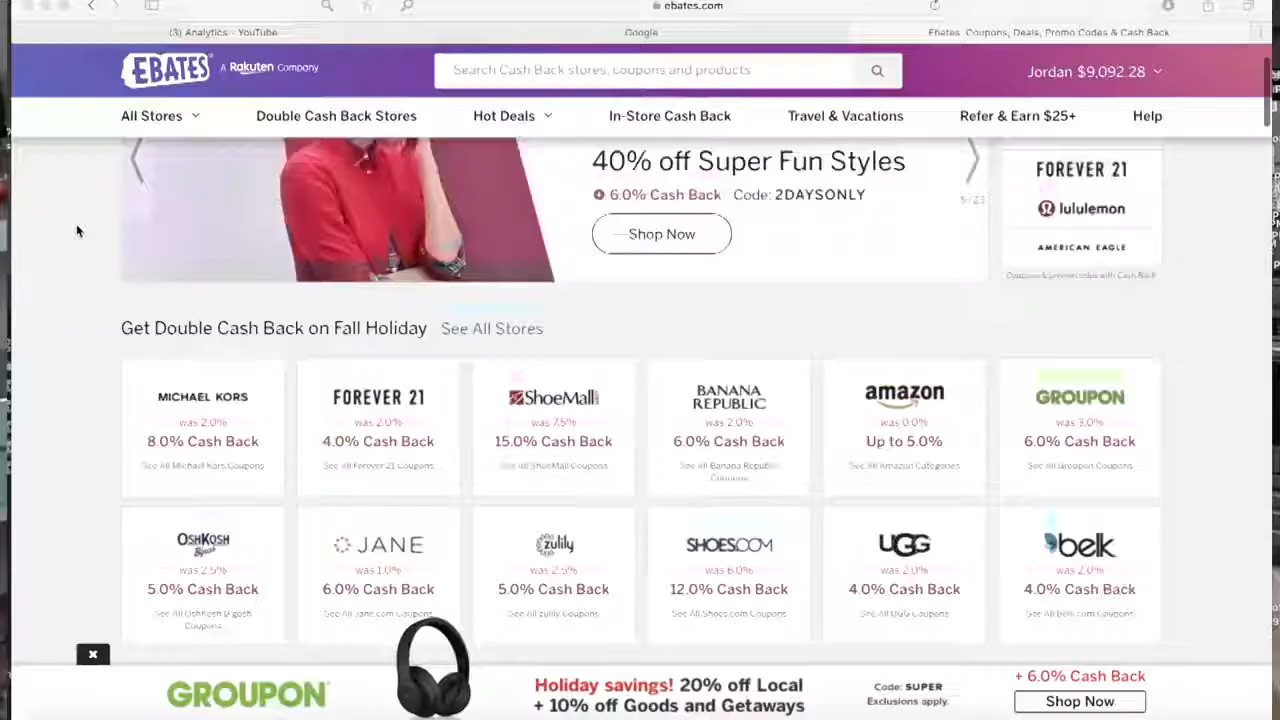 ebates.com
(3) Analytics - YouTube
Google
Ebates: Coupons, Deals, Promo Codes & Cash Back
EBATES A Rakuten Company
Search Cash Back stores, coupons and products
Jordan $9,092.28
All Stores
Double Cash Back Stores
Hot Deals
In-Store Cash Back
Travel & Vacations
Refer & Earn $25+
Help
40% off Super Fun Styles
6.0% Cash Back Code: 2DAYSONLY
Shop Now
FOREVER 21
lululemon
AMERICAN EAGLE
Coupons & promo codes with Cash Back
Get Double Cash Back on Fall Holiday See All Stores
MICHAEL KORS
was 2.0%
8.0% Cash Back
See All Michael Kors Coupons
FOREVER 21
was 2.0%
4.0% Cash Back
See All Forever 21 Coupons
ShoeMall
was 7.5%
15.0% Cash Back
See All ShoeMall Coupons
BANANA
REPUBLIC
was 2.0%
6.0% Cash Back
See All Banana Republic
Coupons
amazon
was 0.0%
Up to 5.0%
See All Amazon Categories
GROUPON
was 3.0%
6.0% Cash Back
See All Groupon Coupons
OSHKOSH
B'gosh
was 2.5%
5.0% Cash Back
See All OshKosh B'gosh
Coupons
JANE
was 1.0%
6.0% Cash Back
See All Jane.com Coupons
zulily
was 2.5%
5.0% Cash Back
See All zulily Coupons
SHOES.COM
was 6.0%
12.0% Cash Back
See All Shoes.com Coupons
UGG
was 2.0%
4.0% Cash Back
See All UGG Coupons
belk
was 2.0%
4.0% Cash Back
See All Belk.com Coupons
GROUPON
Holiday savings! 20% off Local
+ 10% off Goods and Getaways
Code: SUPER
Exclusions apply.
+ 6.0% Cash Back
Shop Now